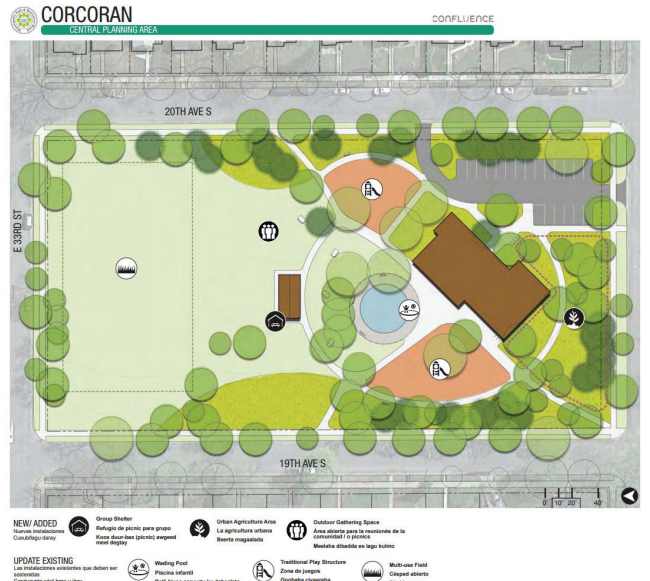 CORCORAN
CENTRAL PLANNING AREA
CONFLUENCE
20TH AVE S
E 33RD ST
19TH AVE S
0' 10' 20' 40'
NEW/ ADDED
Nuevas instalaciones
Cusub/lagu daray
Group Shelter
Refugio de picnic para grupo
Koox duur-bax (picnic) awgeed
meel degtay
Urban Agriculture Area
La agricultura urbana
Beerta magaalada
Outdoor Gathering Space
Área abierta para la reunionés de la
comunidad / o picnics
Meelaha dibadda ee lagu kulmo
UPDATE EXISTING
Las instalaciones existentes que deben ser
sostenidas
Wading Pool
Piscina infantil
Traditional Play Structure
Zona de juegos
Multi-use Field
Césped abierto